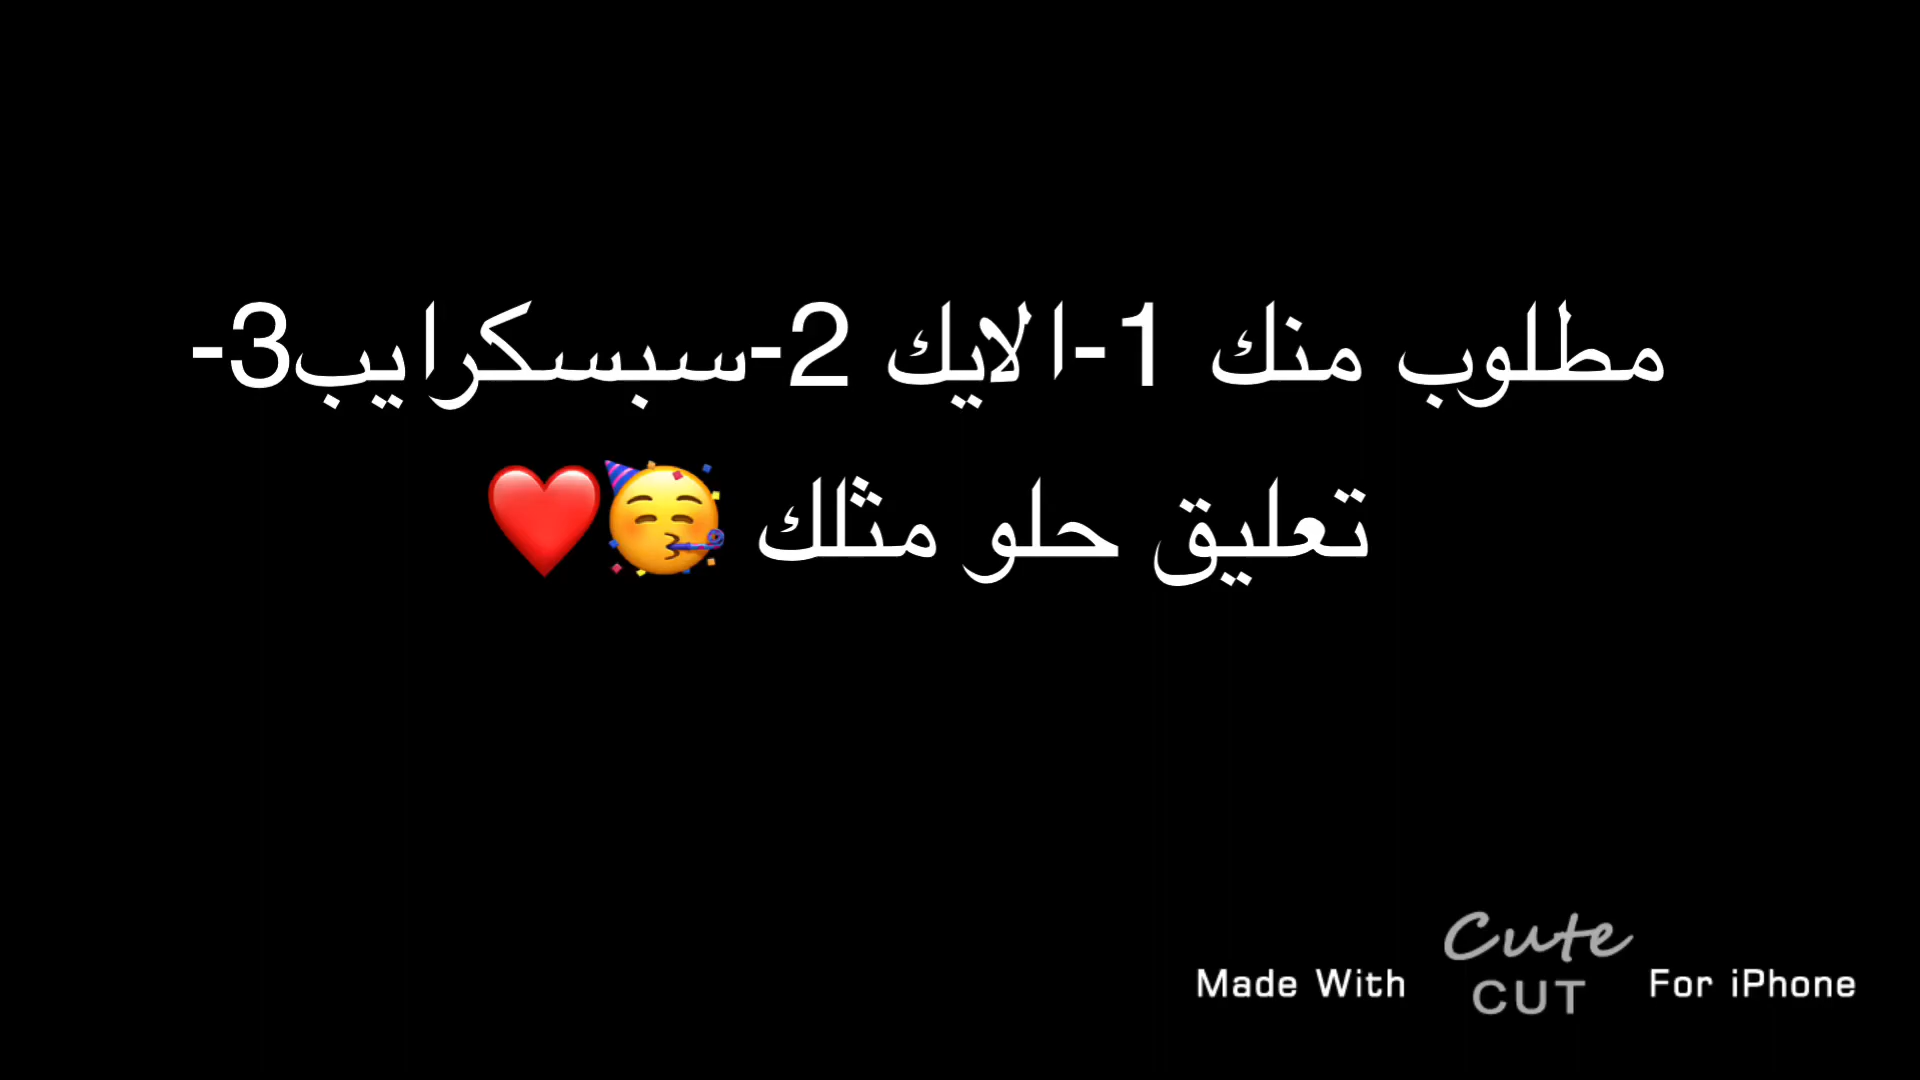 مطلوب منك 1-الايك 2-سبسكرايب3-
تعليق حلو مثلك 🥳❤️
Made With Cute CUT For iPhone